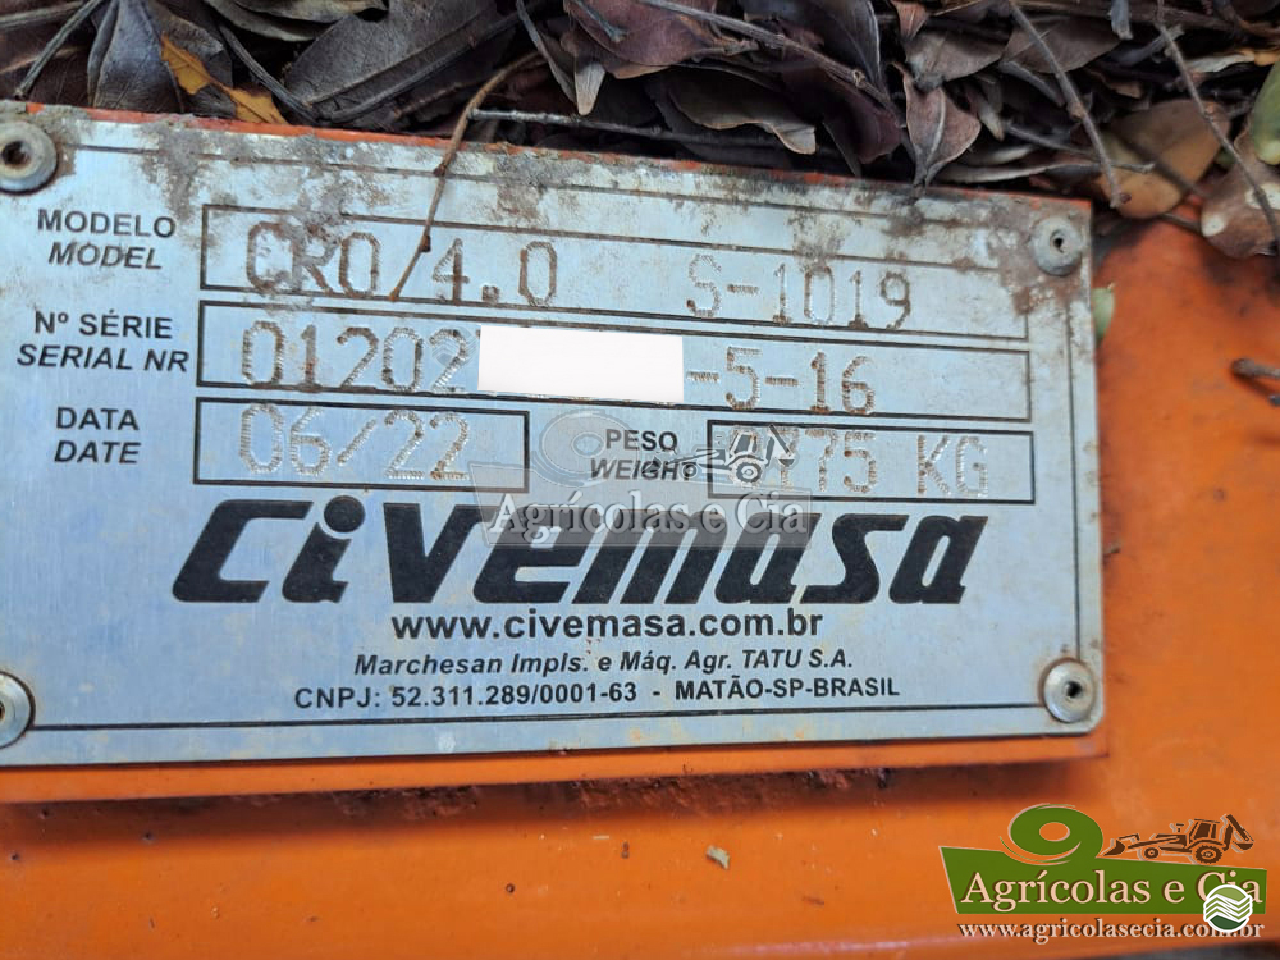 MODELO
MODEL
CRO/4.0 S-1019
Nº SÉRIE
SERIAL NR
01202 -5-16
DATA
DATE
06/22
PESO
WEIGHT
KG
Agrícolas e Cia
Civemasa
www.civemasa.com.br
Marchesan Impls. e Máq. Agr. TATU S.A.
CNPJ: 52.311.289/0001-63 - MATÃO-SP-BRASIL
Agrícolas e Cia
www.agricolasecia.com.br